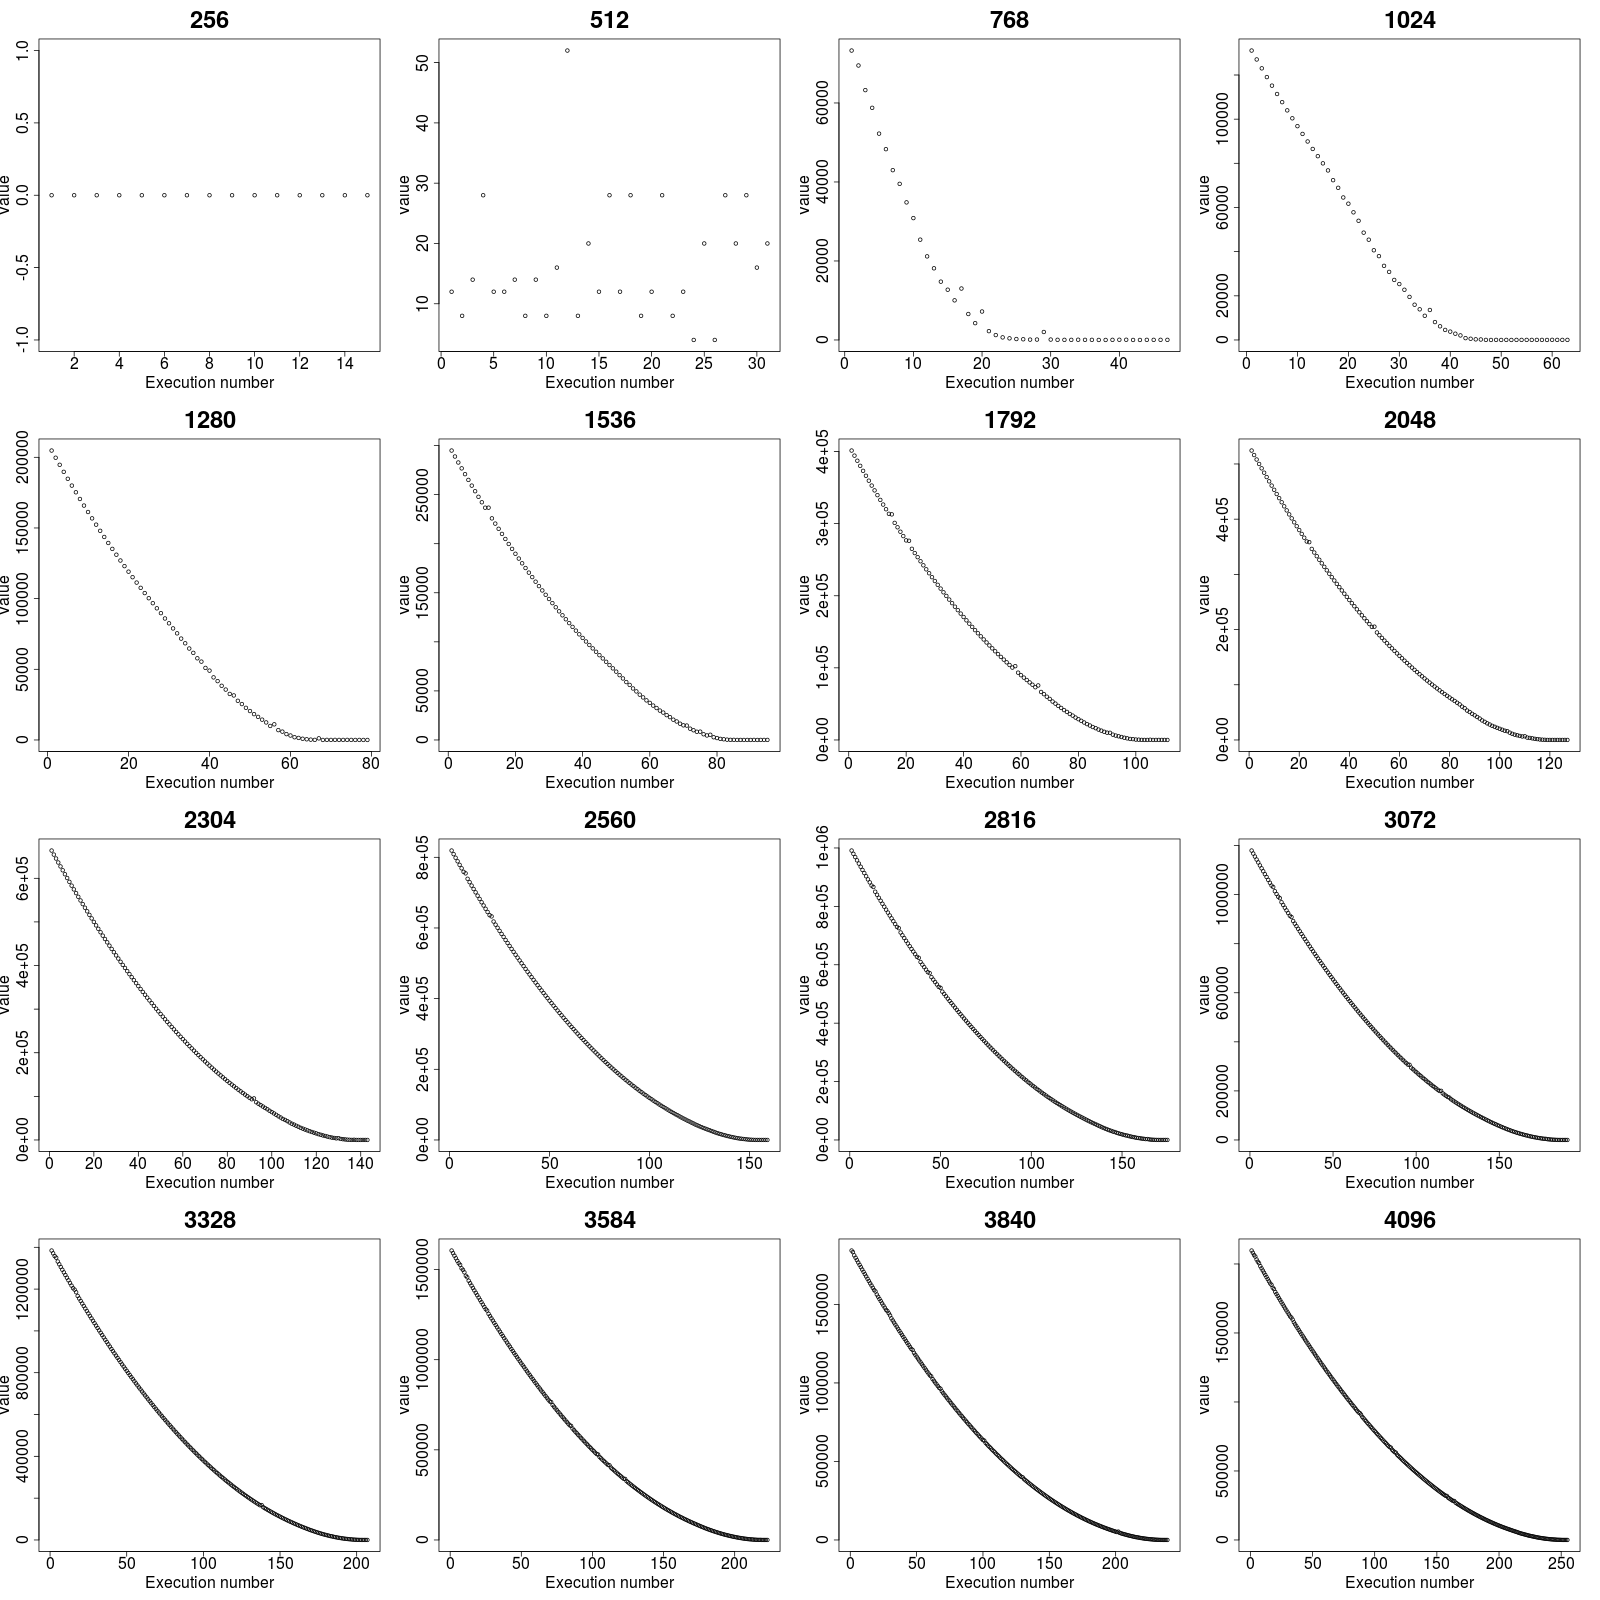 256 512 768 1024
1.0 0.5 0.0 -0.5 -1.0
value
2 4 6 8 10 12 14
Execution number
50 40 30 20 10
value
0 5 10 15 20 25 30
Execution number
60000 40000 20000 0
value
0 10 20 30 40
Execution number
100000 60000 20000 0
value
0 10 20 30 40 50 60
Execution number
1280 1536 1792 2048
200000 150000 100000 50000 0
value
0 20 40 60 80
Execution number
250000 150000 50000 0
value
0 20 40 60 80
Execution number
4e+05 3e+05 2e+05 1e+05 0e+00
value
0 20 40 60 80 100
Execution number
4e+05 2e+05 0e+00
value
0 20 40 60 80 100 120
Execution number
2304 2560 2816 3072
6e+05 4e+05 2e+05 0e+00
value
0 20 40 60 80 100 120 140
Execution number
8e+05 6e+05 4e+05 2e+05 0e+00
value
0 50 100 150
Execution number
1e+06 8e+05 6e+05 4e+05 2e+05 0e+00
value
0 50 100 150
Execution number
1000000 600000 200000 0
value
0 50 100 150
Execution number
3328 3584 3840 4096
1200000 800000 400000 0
value
0 50 100 150 200
Execution number
1500000 1000000 500000 0
value
0 50 100 150 200
Execution number
1500000 1000000 500000 0
value
0 50 100 150 200
Execution number
1500000 500000 0
value
0 50 100 150 200 250
Execution number